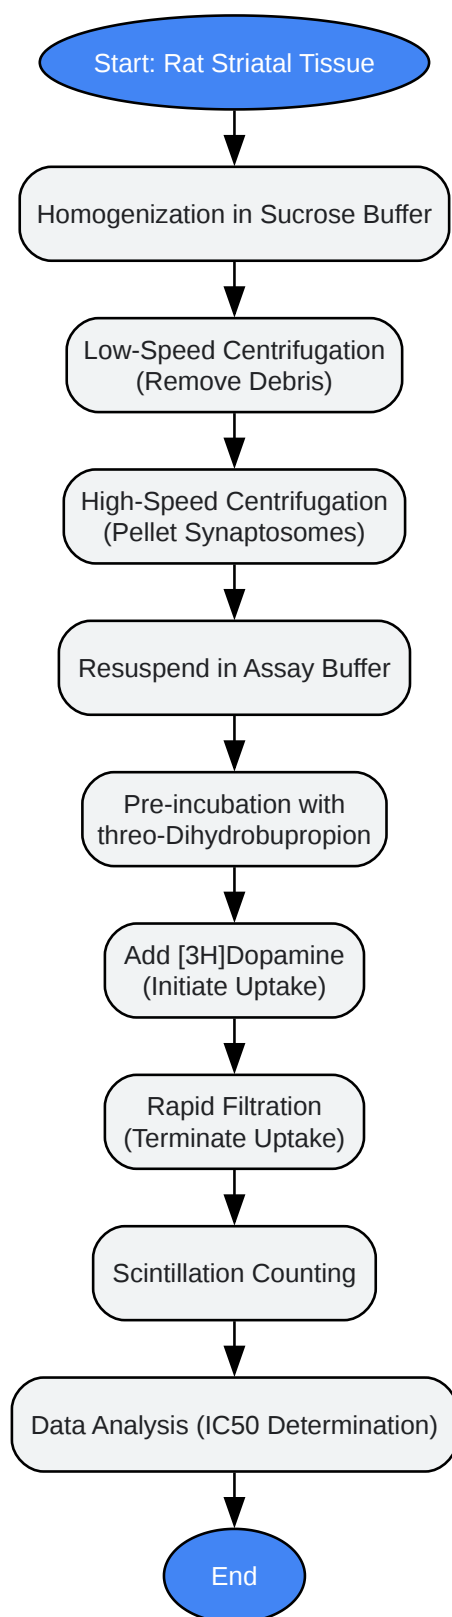 Start: Rat Striatal Tissue
Homogenization in Sucrose Buffer
Low-Speed Centrifugation
(Remove Debris)
High-Speed Centrifugation
(Pellet Synaptosomes)
Resuspend in Assay Buffer
Pre-incubation with
threo-Dihydrobupropion
Add [3H]Dopamine
(Initiate Uptake)
Rapid Filtration
(Terminate Uptake)
Scintillation Counting
Data Analysis (IC50 Determination)
End